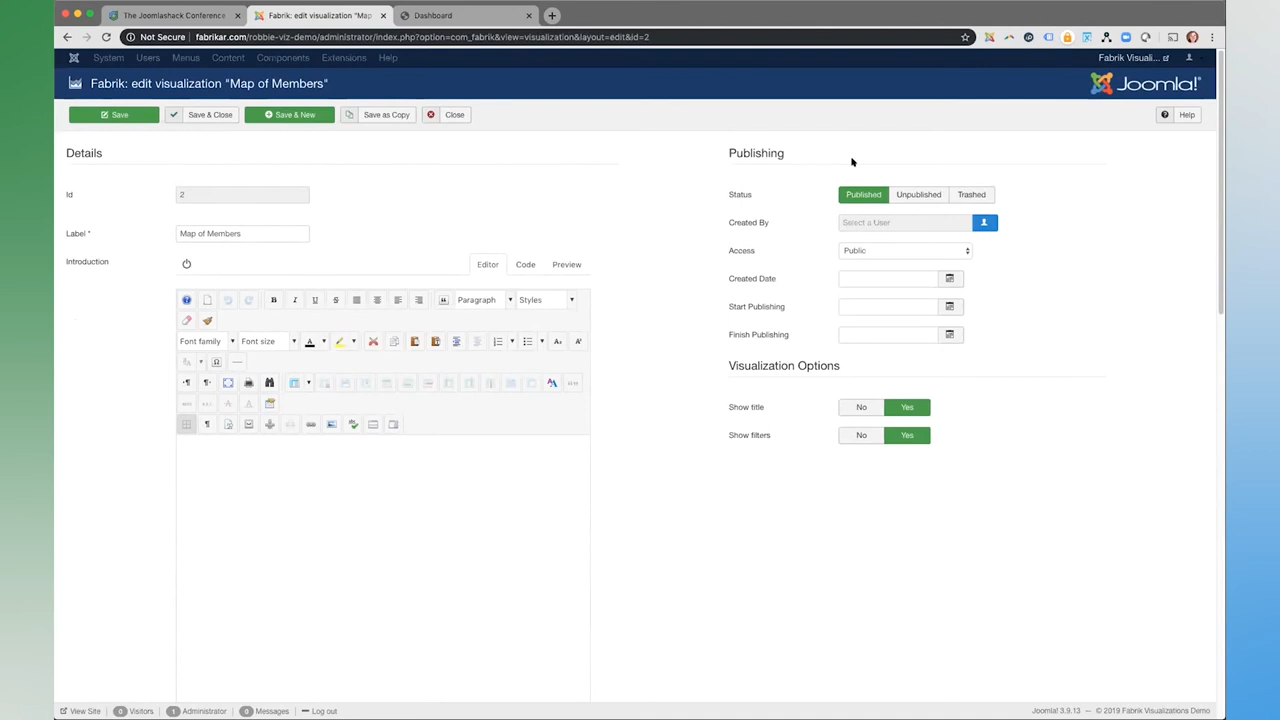 The Joomlashack Conference
Fabrik: edit visualization "Map
Dashboard
Not Secure
fabrikar.com/robbie-viz-demo/administrator/index.php?option=com_fabrik&view=visualization&layout=edit&id=2
System Users Menus Content Components Extensions Help
Fabrik Visuali...
Fabrik: edit visualization "Map of Members"
Joomla!
Save
Save & Close
Save & New
Save as Copy
Close
Help
Details
Id
2
Label *
Map of Members
Introduction
Editor
Code
Preview
Paragraph
Styles
Font family
Font size
Publishing
Status
Published
Unpublished
Trashed
Created By
Select a User
Access
Public
Created Date
Start Publishing
Finish Publishing
Visualization Options
Show title
No
Yes
Show filters
No
Yes
View Site
0 Visitors
1 Administrator
0 Messages
Log out
Joomla! 3.9.13 — © 2019 Fabrik Visualizations Demo